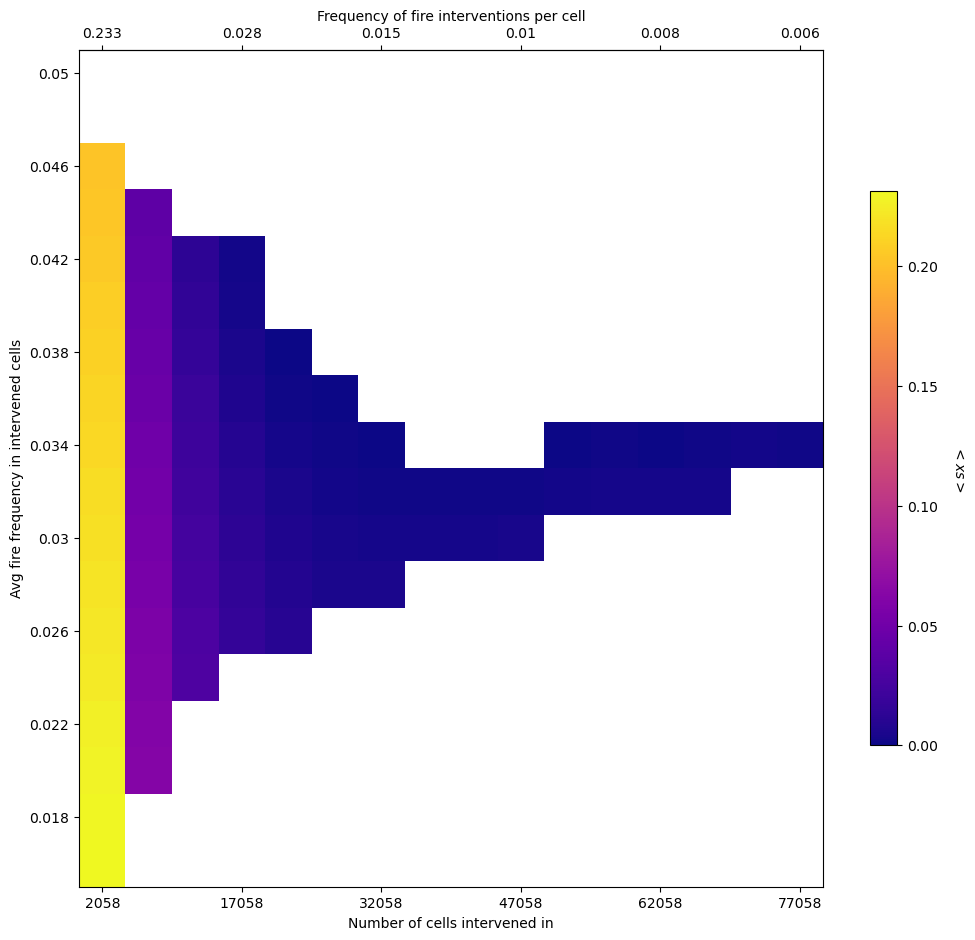 Frequency of fire interventions per cell
0.233 0.028 0.015 0.01 0.008 0.006
Avg fire frequency in intervened cells
0.05
0.046
0.042
0.038
0.034
0.03
0.026
0.022
0.018
2058 17058 32058 47058 62058 77058
Number of cells intervened in
0.20
0.15
0.10
0.05
0.00
< sx >